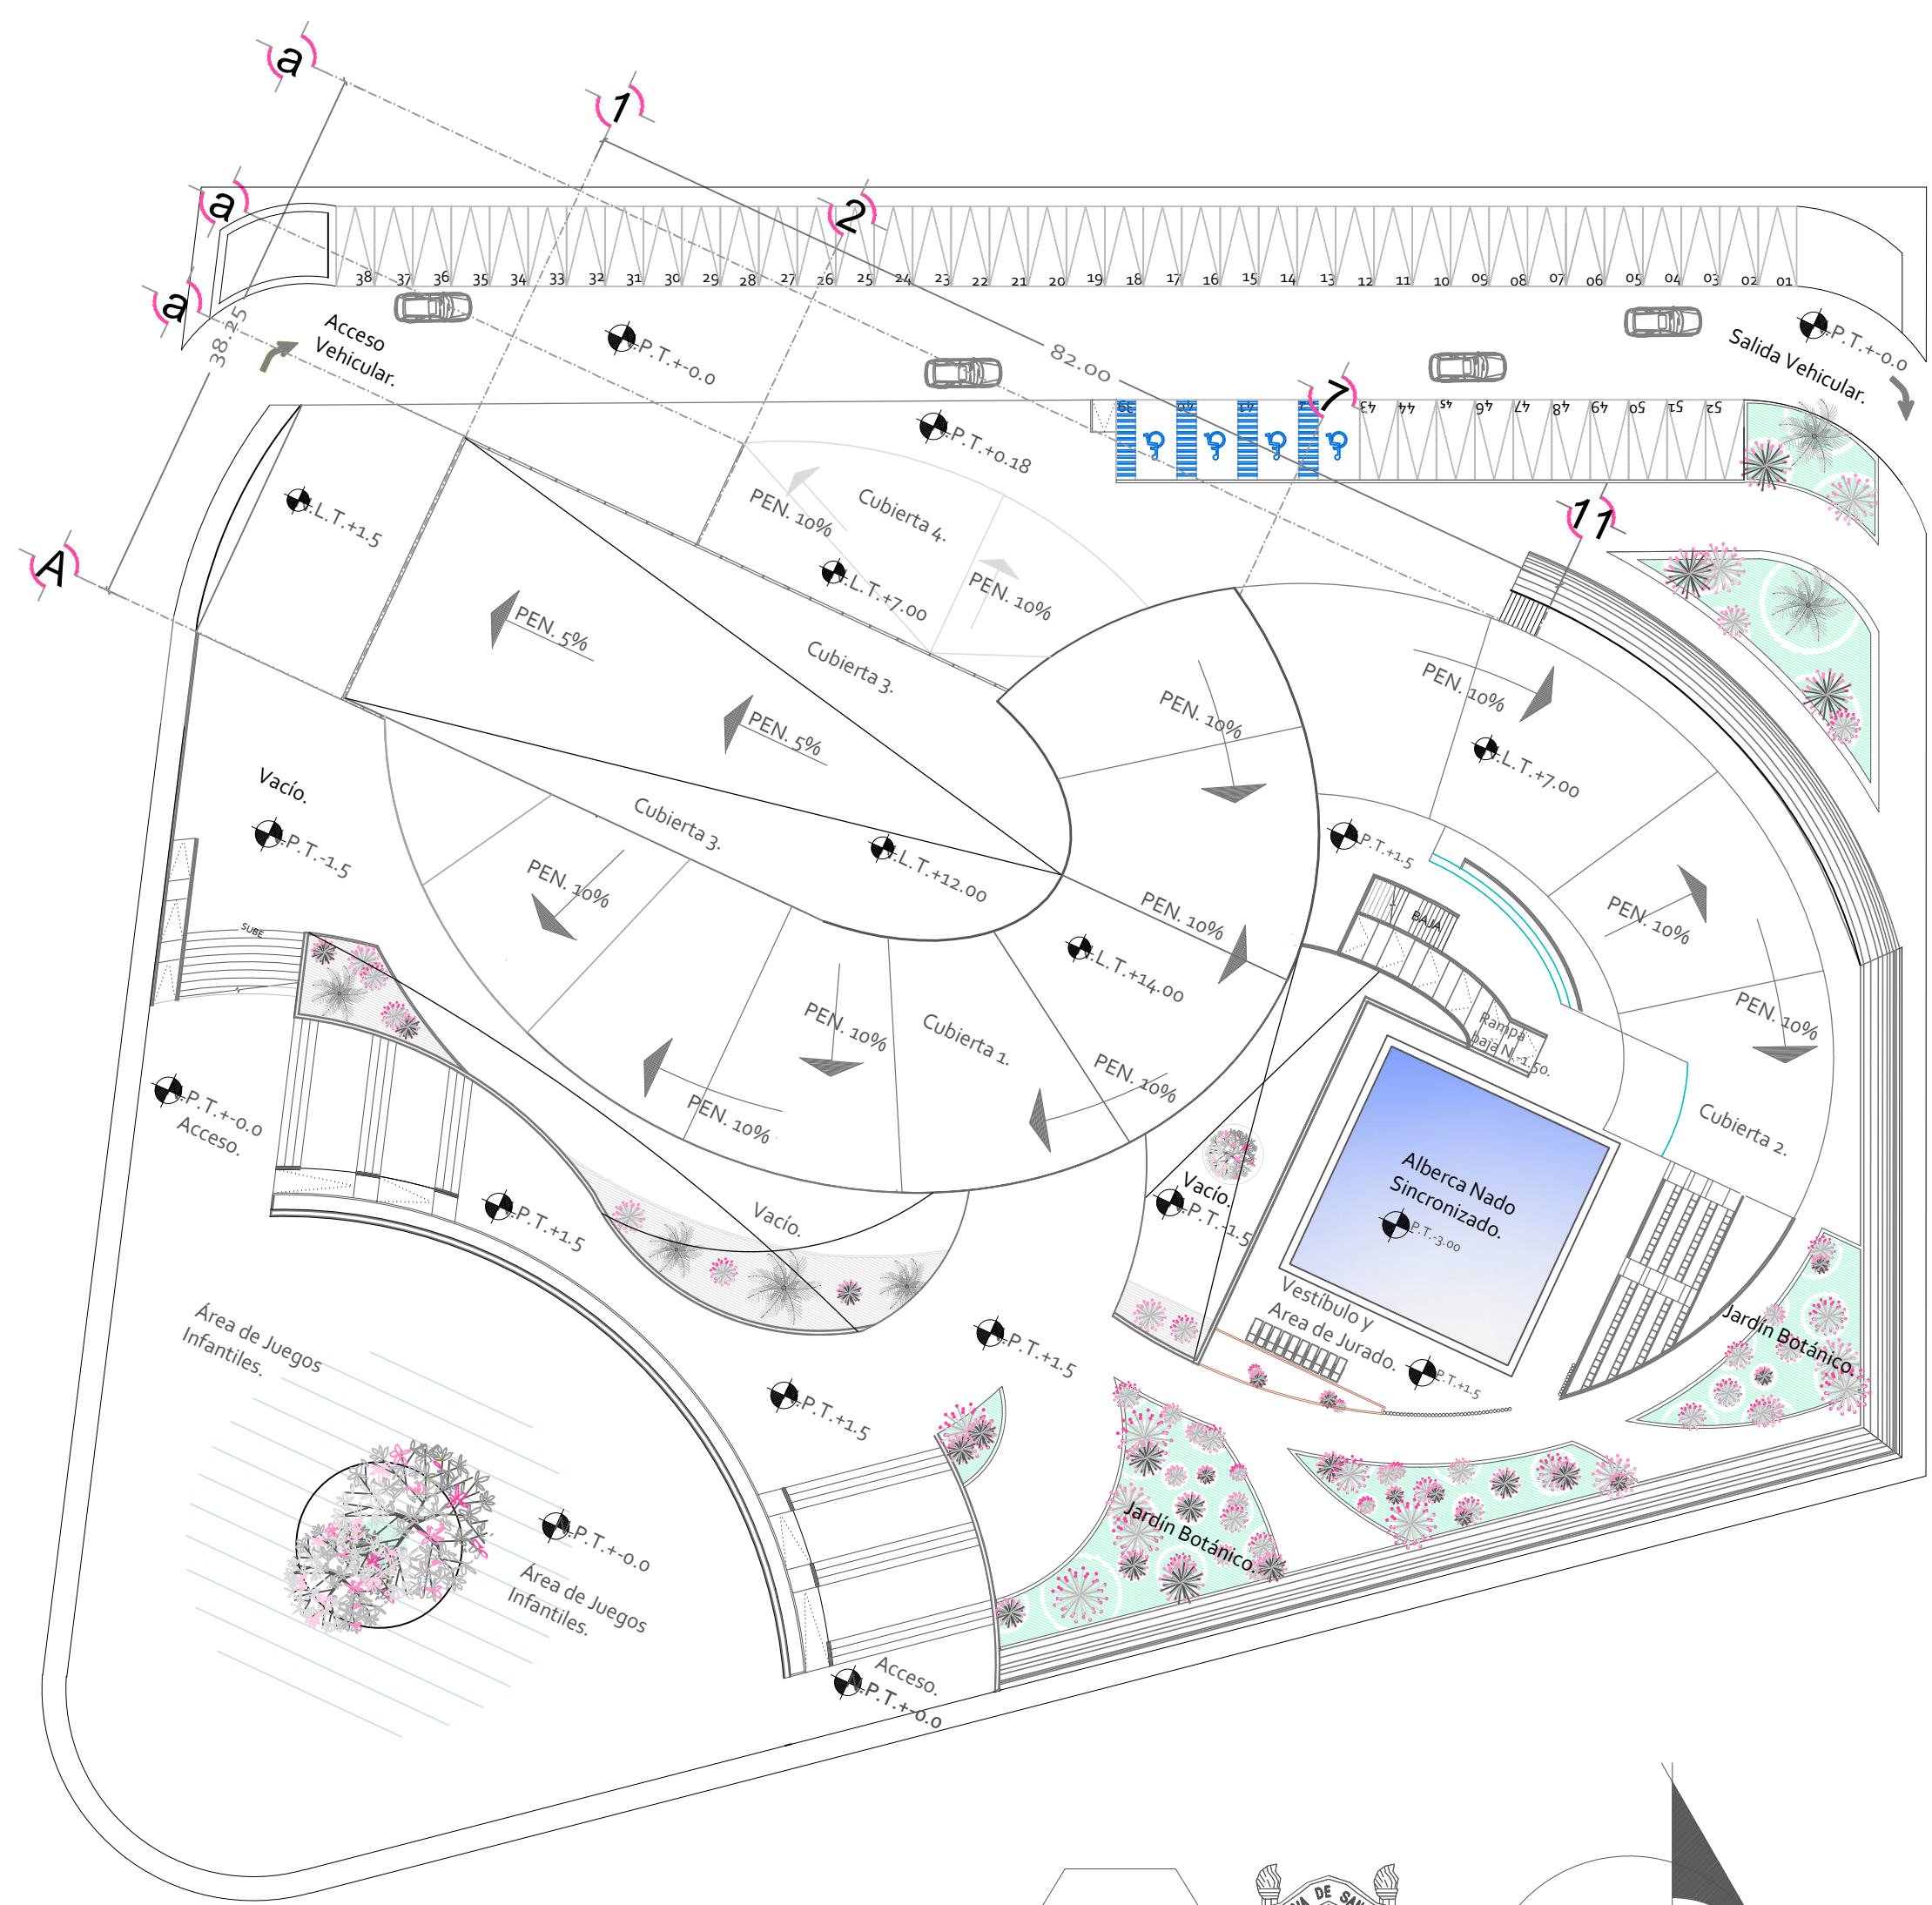 a
1
a
2
38 37 36 35 34 33 32 31 30 29 28 27 26 25 24 23 22 21 20 19 18 17 16 15 14 13 12 11 10 09 08 07 06 05 04 03 02 01
a
38.25
Acceso
Vehicular.
P.T.+-0.0
82.00
Salida Vehicular.
P.T.+-0.0
7
39 40 41 43 44 45 46 47 48 49 50 51 52
P.T.+0.18
11
A
L.T.+1.5
PEN. 10%
Cubierta 4.
L.T.+7.00
PEN. 10%
PEN. 5%
Cubierta 3.
PEN. 5%
PEN. 10%
PEN. 10%
L.T.+7.00
Vacío.
P.T.-1.5
Cubierta 3.
L.T.+12.00
P.T.+1.5
PEN. 10%
PEN. 10%
BAJA
PEN. 10%
SUBE
L.T.+14.00
PEN. 10%
Cubierta 1.
PEN. 10%
Rampa
baja N.-1.50.
PEN. 10%
PEN. 10%
P.T.+-0.0
Acceso.
Cubierta 2.
Alberca Nado
Sincronizado.
P.T.-3.00
Vacío.
P.T.-1.5
P.T.+1.5
Vacío.
Vestíbulo y
Area de Jurado.
P.T.+1.5
Jardín Botánico.
Área de Juegos
Infantiles.
P.T.+1.5
P.T.+1.5
Jardín Botánico.
P.T.+-0.0
Área de Juegos
Infantiles.
Acceso.
P.T.+-0.0
DE